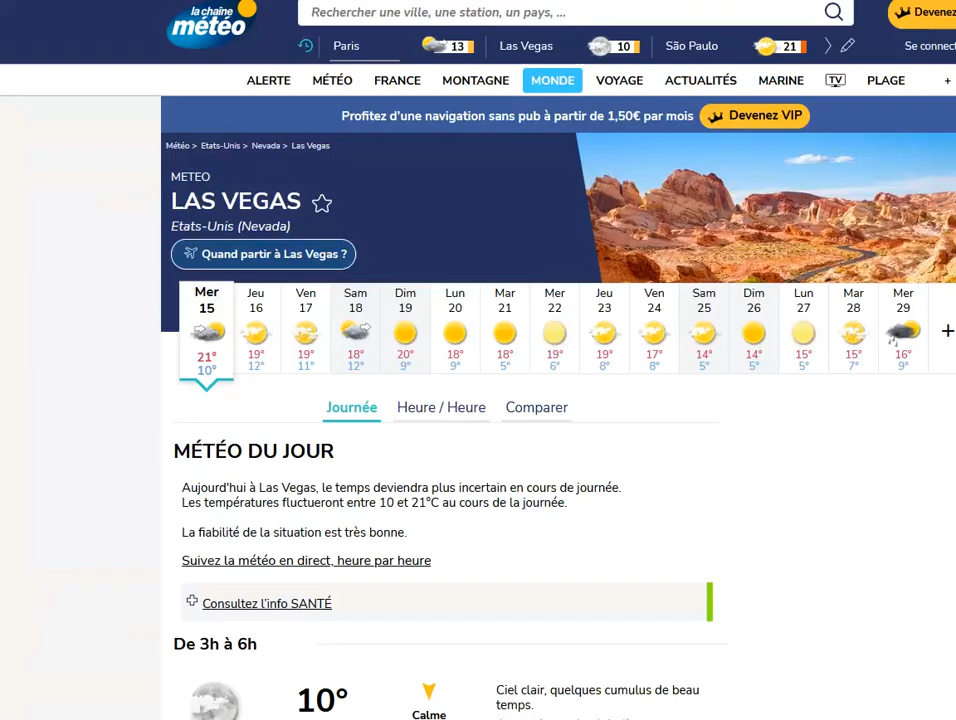 la chaîne
météo
Rechercher une ville, une station, un pays, ...
Devenez
Paris 13 Las Vegas 10 São Paulo 21
Se connect
ALERTE MÉTÉO FRANCE MONTAGNE MONDE VOYAGE ACTUALITÉS MARINE TV PLAGE +
Profitez d'une navigation sans pub à partir de 1,50€ par mois Devenez VIP
Météo > Etats-Unis > Nevada > Las Vegas
METEO
LAS VEGAS
Etats-Unis (Nevada)
Quand partir à Las Vegas ?
Mer Jeu Ven Sam Dim Lun Mar Mer Jeu Ven Sam Dim Lun Mar Mer
15 16 17 18 19 20 21 22 23 24 25 26 27 28 29
+
21° 19° 19° 18° 20° 18° 18° 19° 19° 17° 14° 14° 15° 15° 16°
10° 12° 11° 12° 9° 9° 5° 6° 8° 8° 5° 5° 5° 7° 9°
Journée Heure / Heure Comparer
MÉTÉO DU JOUR
Aujourd'hui à Las Vegas, le temps deviendra plus incertain en cours de journée.
Les températures fluctueront entre 10 et 21°C au cours de la journée.
La fiabilité de la situation est très bonne.
Suivez la météo en direct, heure par heure
Consultez l'info SANTÉ
De 3h à 6h
10°
Calme
Ciel clair, quelques cumulus de beau
temps.